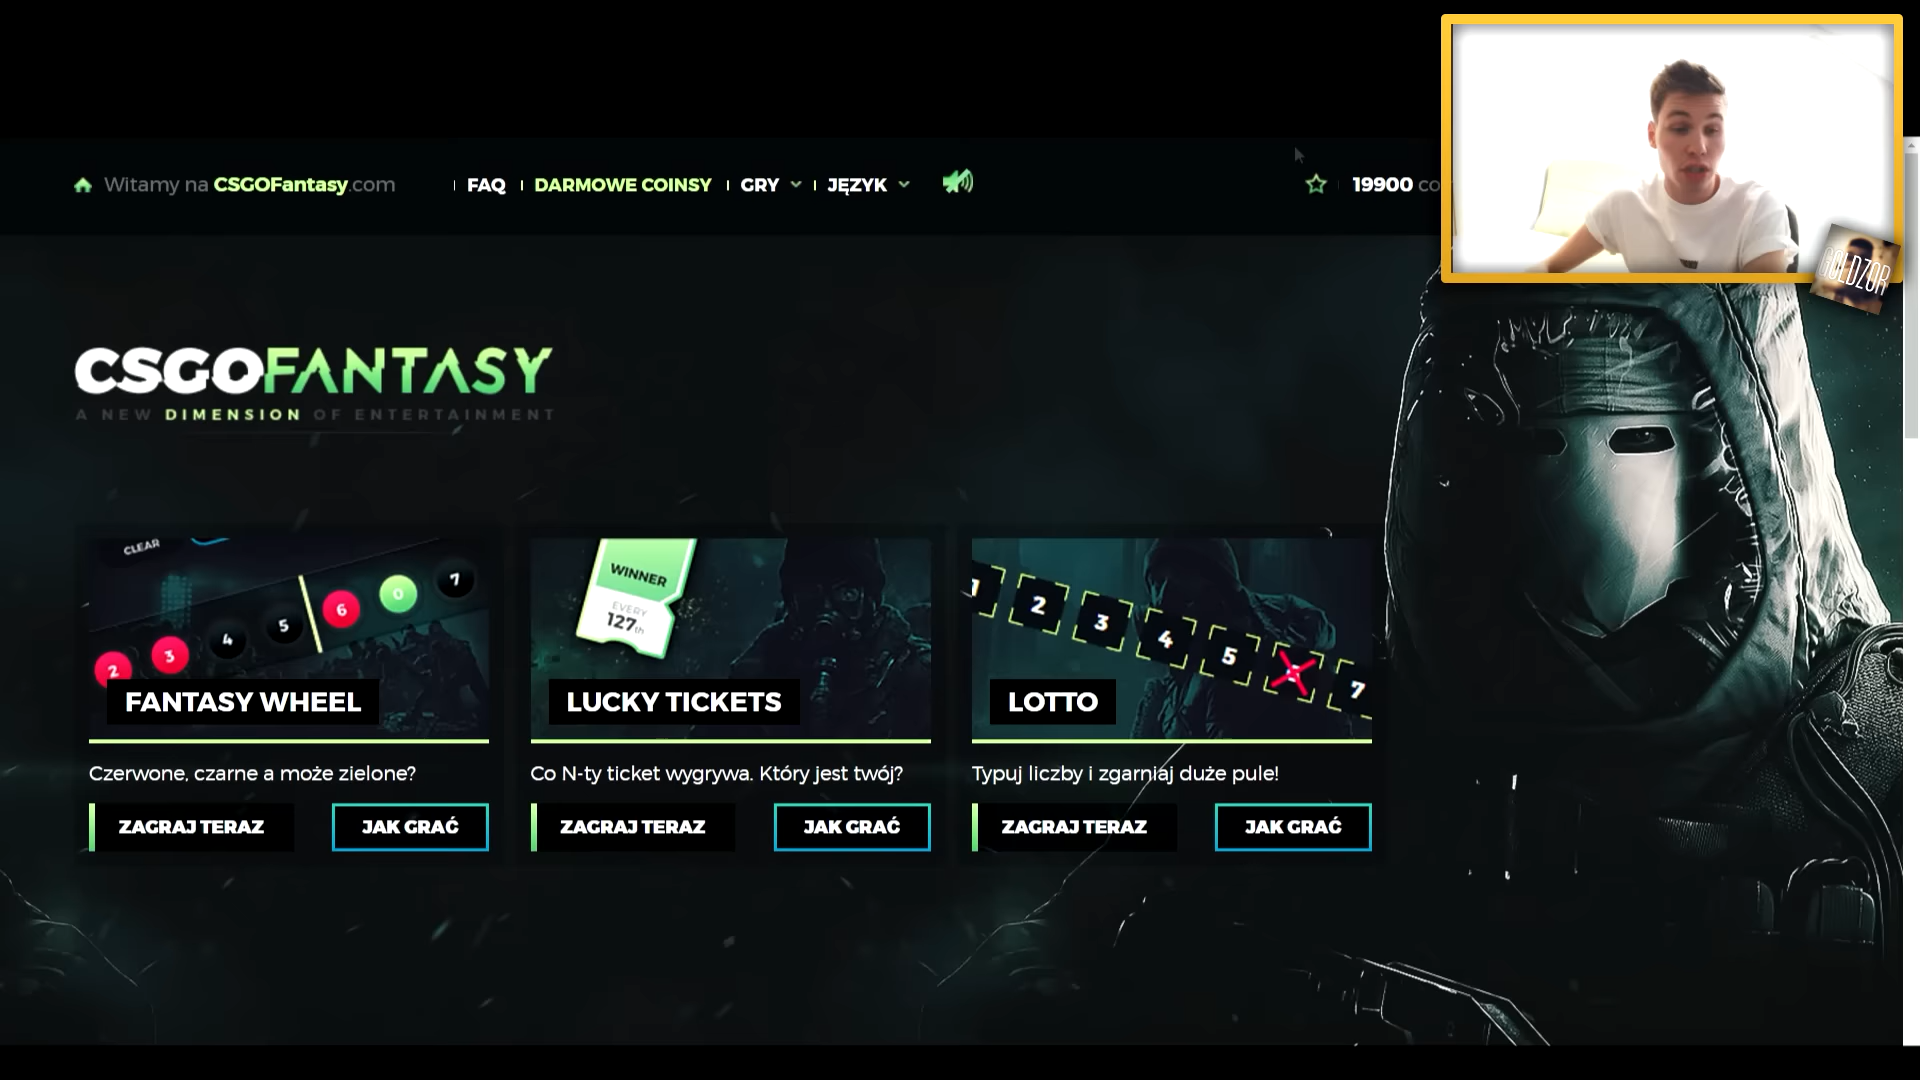 Witamy na CSGOFantasy.com
FAQ
DARMOWE COINSY
GRY
JĘZYK
19900 co
GOLDZOR
CSGOFANTASY
A NEW DIMENSION OF ENTERTAINMENT
CLEAR
2 3 4 5 6 0 7
FANTASY WHEEL
Czerwone, czarne a może zielone?
ZAGRAJ TERAZ
JAK GRAĆ
WINNER
EVERY
127th
LUCKY TICKETS
Co N-ty ticket wygrywa. Który jest twój?
ZAGRAJ TERAZ
JAK GRAĆ
1 2 3 4 5 7
LOTTO
Typuj liczby i zgarniaj duże pule!
ZAGRAJ TERAZ
JAK GRAĆ